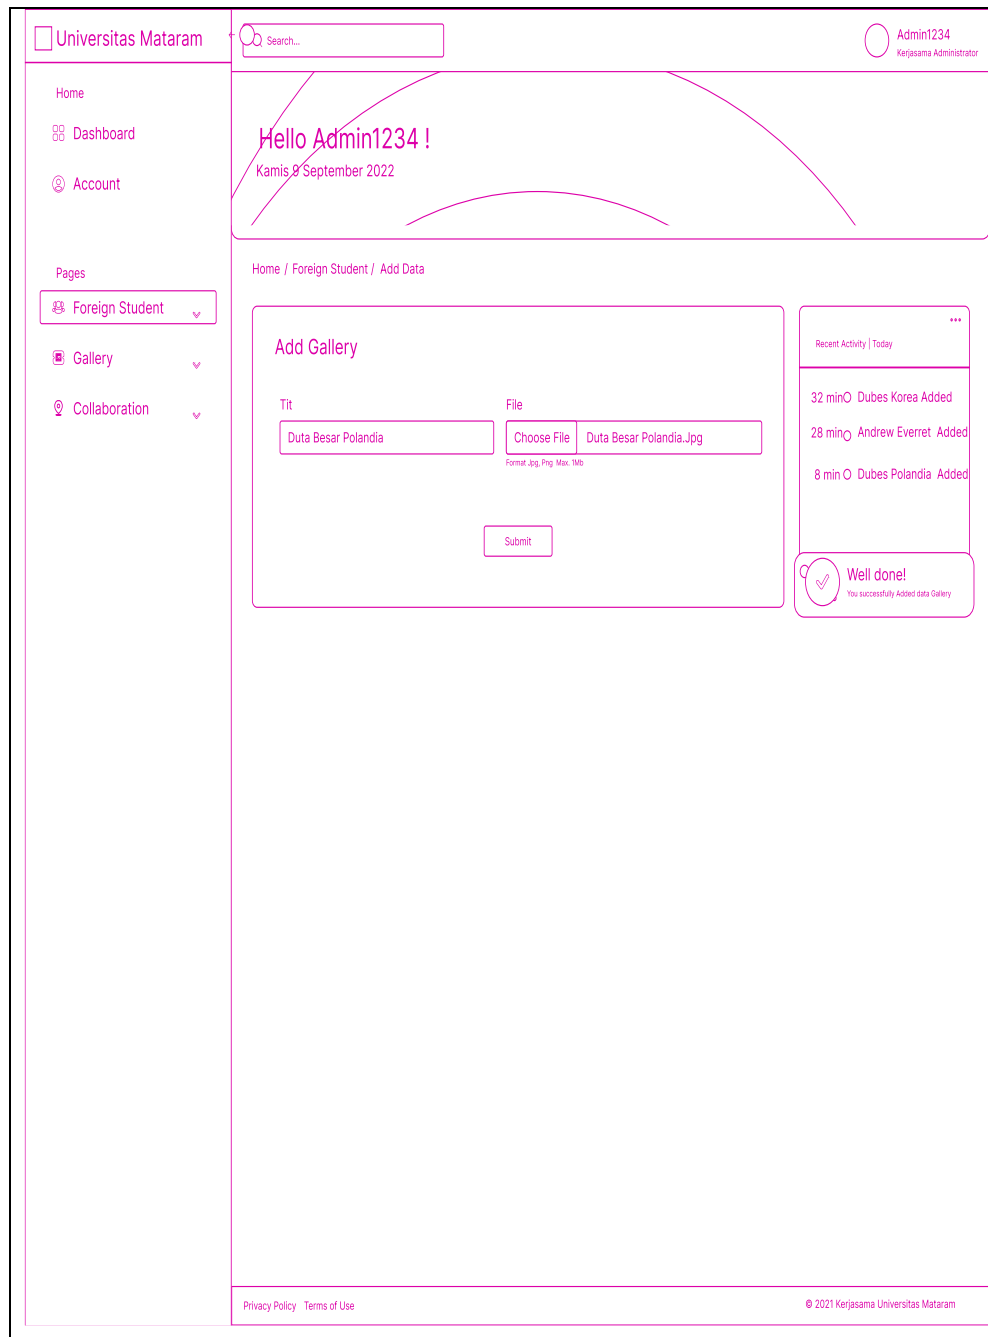 Universitas Mataram
Search...
Admin1234
Kerjasama Administrator
Home
Dashboard
Account
Pages
Foreign Student
Gallery
Collaboration
Hello Admin1234 !
Kamis 9 September 2022
Home / Foreign Student / Add Data
Add Gallery
Tit
Duta Besar Polandia
File
Choose File Duta Besar Polandia.Jpg
Format Jpg, Png Max. 1Mb
Submit
Recent Activity | Today
32 min Dubes Korea Added
28 min Andrew Everret Added
8 min Dubes Polandia Added
Well done!
You successfully Added data Gallery
Privacy Policy Terms of Use
© 2021 Kerjasama Universitas Mataram